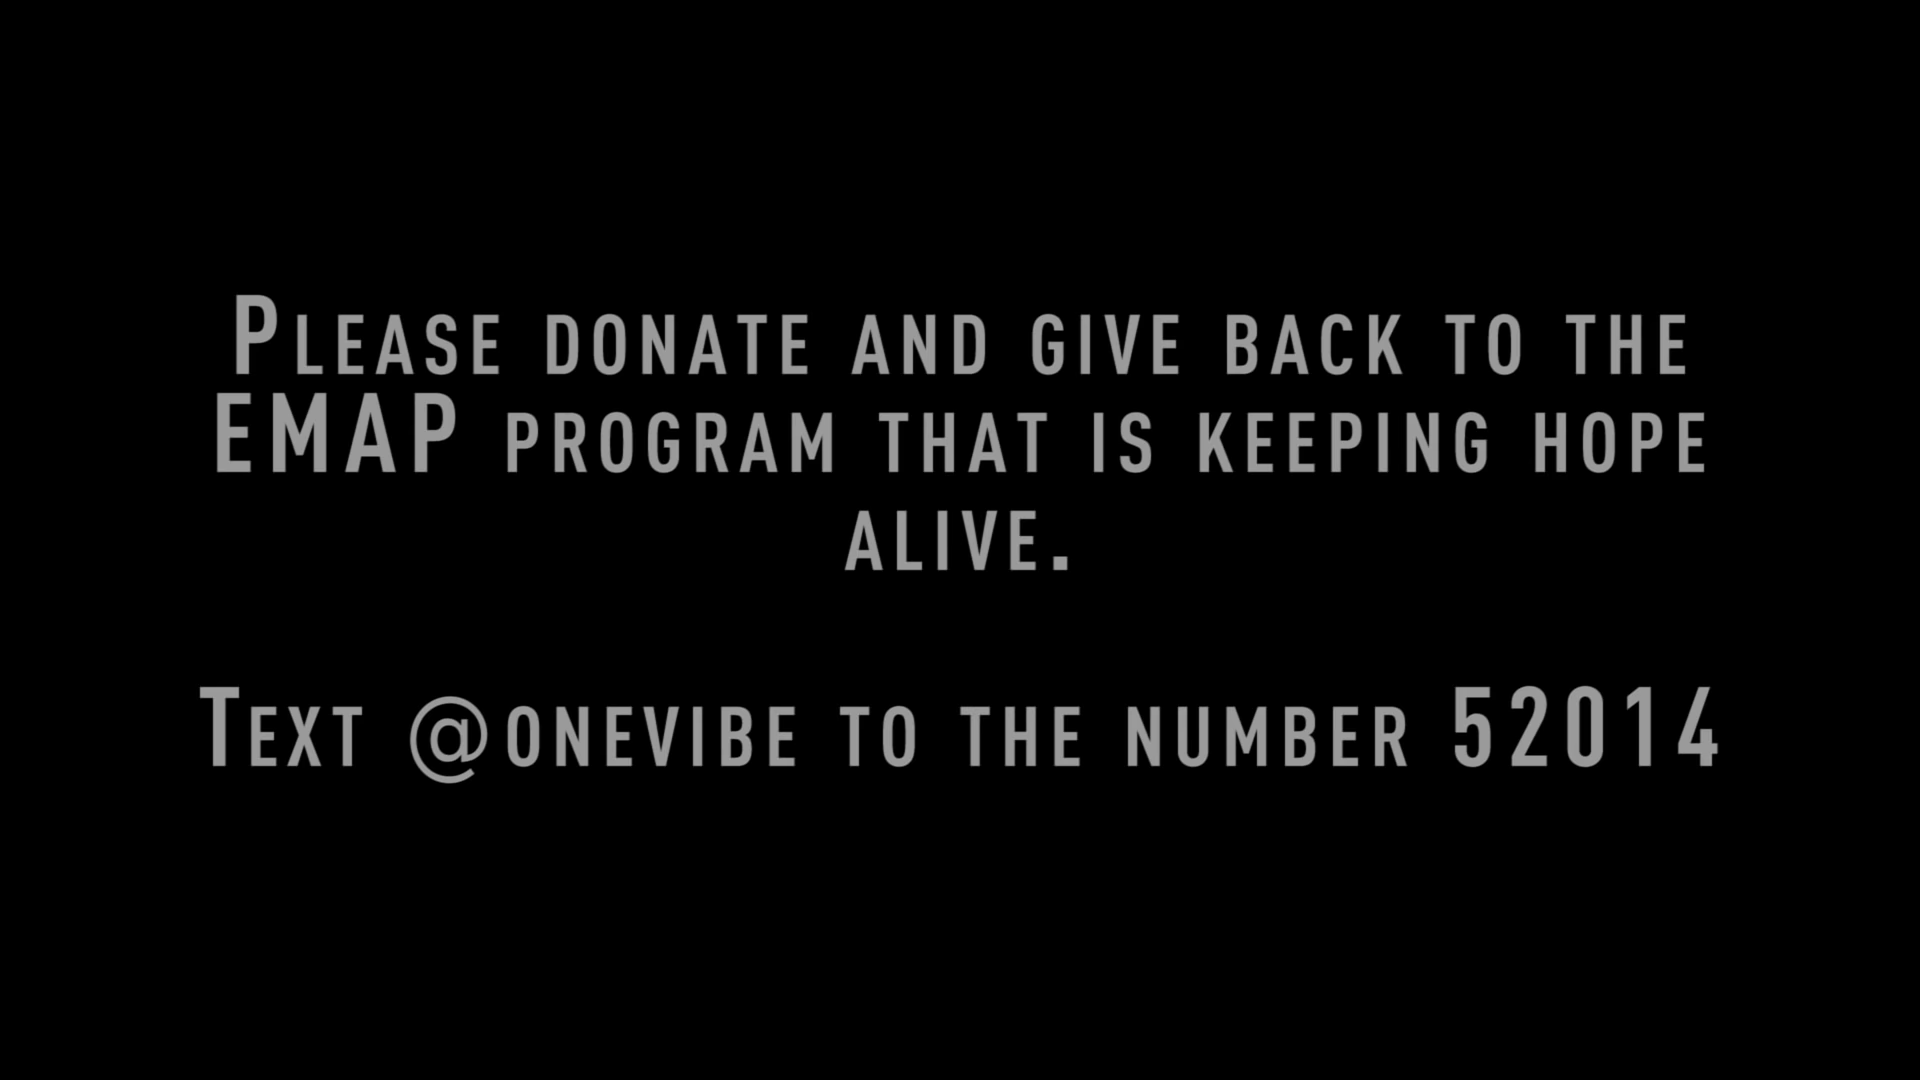 Please donate and give back to the
EMAP program that is keeping hope
alive.
Text @onevibe to the number 52014